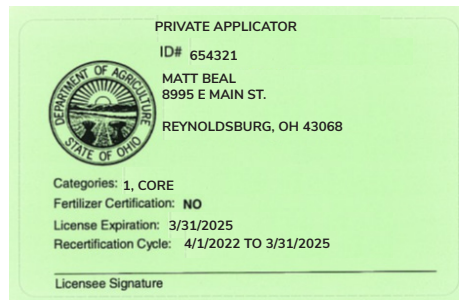 PRIVATE APPLICATOR
ID# 654321
MATT BEAL
8995 E MAIN ST.
REYNOLDSBURG, OH 43068
DEPARTMENT OF AGRICULTURE
STATE OF OHIO
Categories: 1, CORE
Fertilizer Certification: NO
License Expiration: 3/31/2025
Recertification Cycle: 4/1/2022 TO 3/31/2025
Licensee Signature